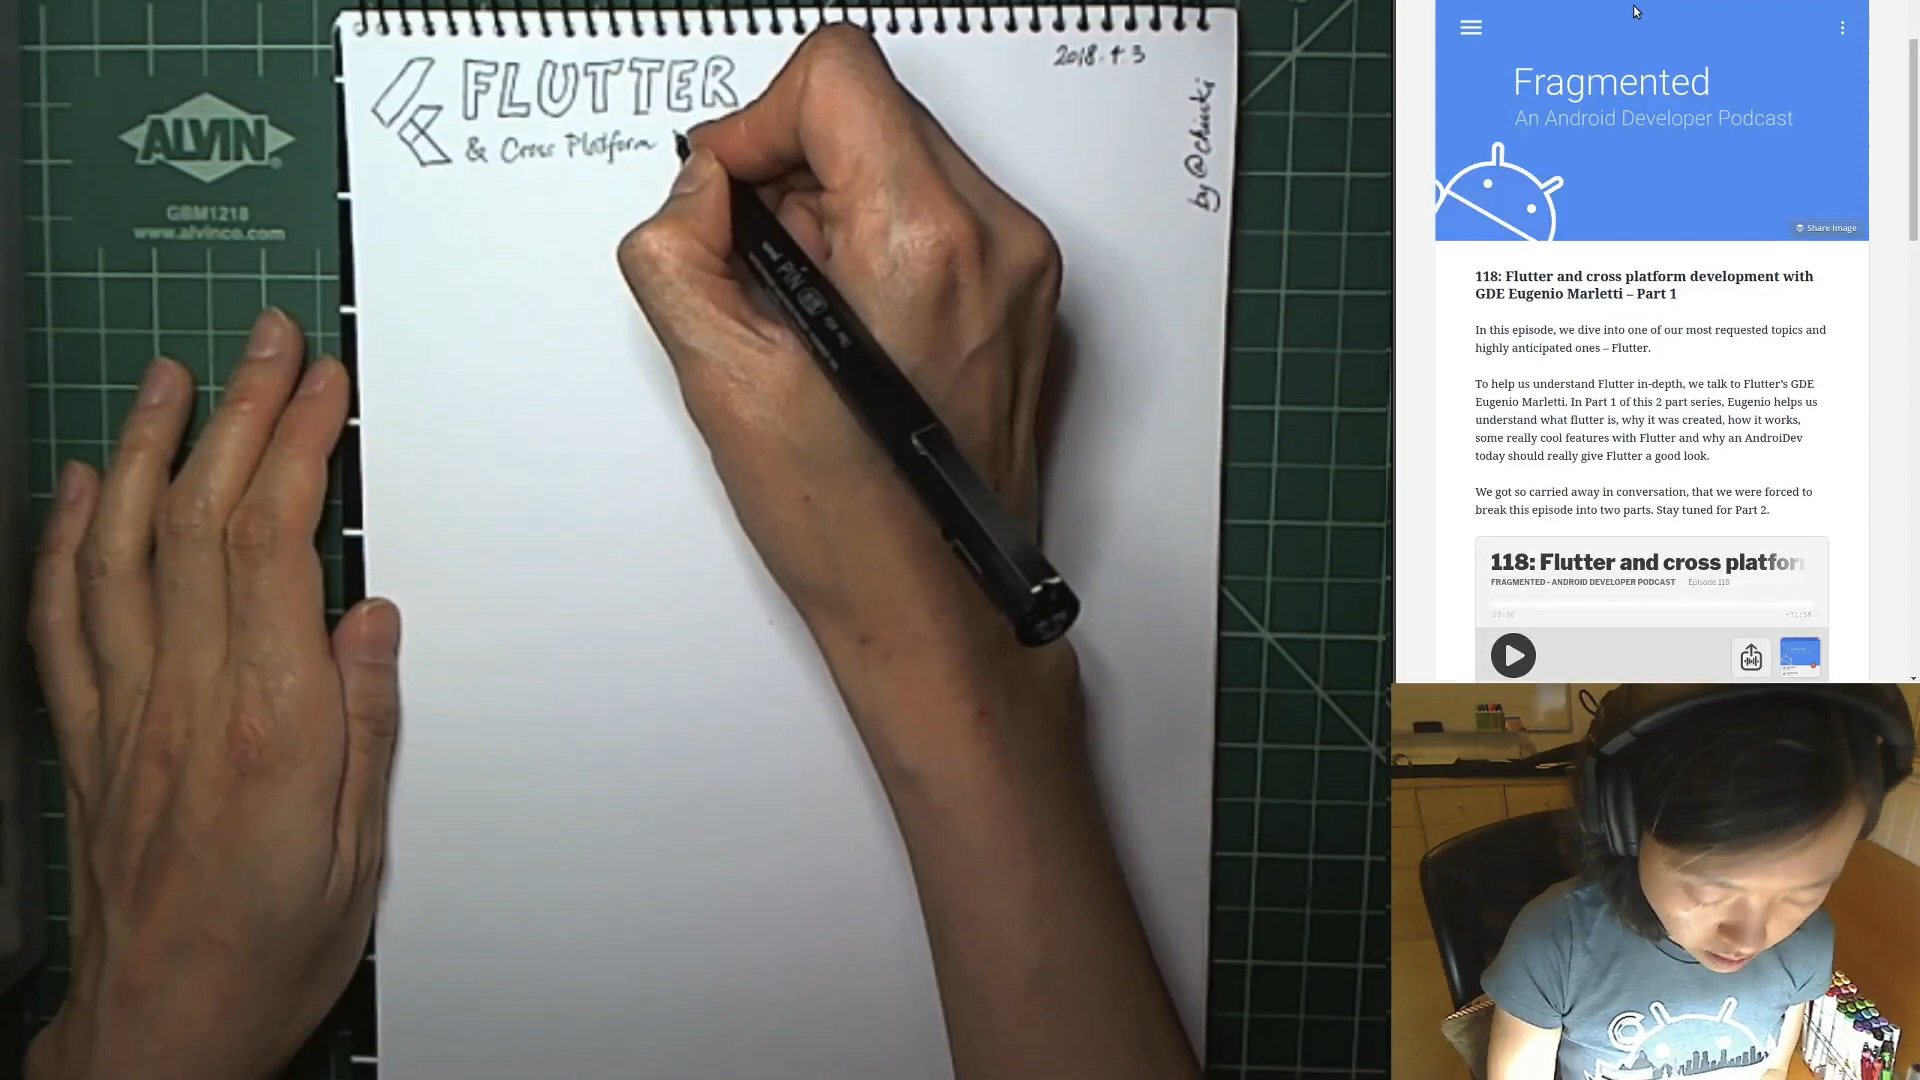 ALVIN
GBM1218
www.alvinco.com
FLUTTER
& Cross Platform
2018.4.3
by @chiuki
PIN
Fragmented
An Android Developer Podcast
Share Image
118: Flutter and cross platform development with
GDE Eugenio Marletti – Part 1
In this episode, we dive into one of our most requested topics and
highly anticipated ones – Flutter.
To help us understand Flutter in-depth, we talk to Flutter’s GDE
Eugenio Marletti. In Part 1 of this 2 part series, Eugenio helps us
understand what flutter is, why it was created, how it works,
some really cool features with Flutter and why an AndroiDev
today should really give Flutter a good look.
We got so carried away in conversation, that we were forced to
break this episode into two parts. Stay tuned for Part 2.
118: Flutter and cross platfor
FRAGMENTED - ANDROID DEVELOPER PODCAST Episode 118
00:00 -31:58